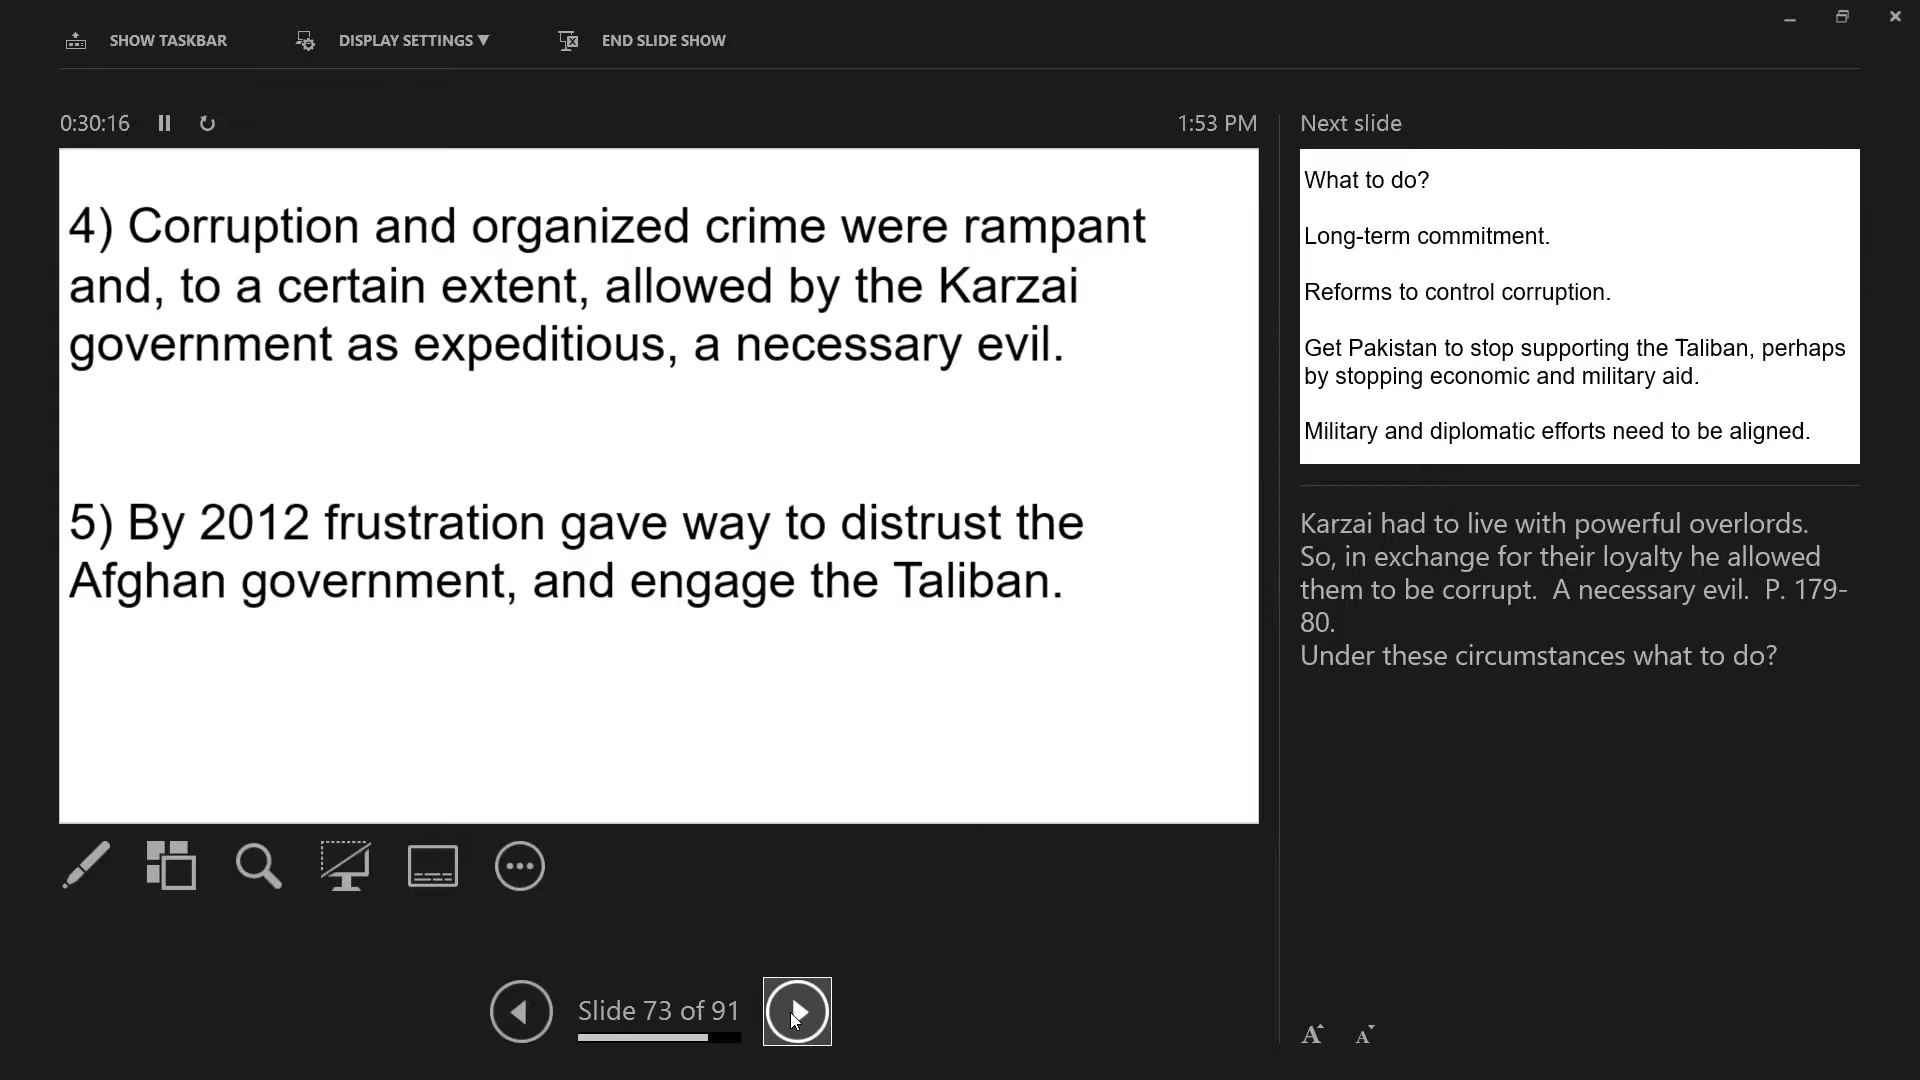 SHOW TASKBAR
DISPLAY SETTINGS ▼
END SLIDE SHOW
0:30:16
1:53 PM
4) Corruption and organized crime were rampant
and, to a certain extent, allowed by the Karzai
government as expeditious, a necessary evil.
5) By 2012 frustration gave way to distrust the
Afghan government, and engage the Taliban.
Slide 73 of 91
Next slide
What to do?
Long-term commitment.
Reforms to control corruption.
Get Pakistan to stop supporting the Taliban, perhaps
by stopping economic and military aid.
Military and diplomatic efforts need to be aligned.
Karzai had to live with powerful overlords.
So, in exchange for their loyalty he allowed
them to be corrupt.  A necessary evil.  P. 179-
80.
Under these circumstances what to do?
A A